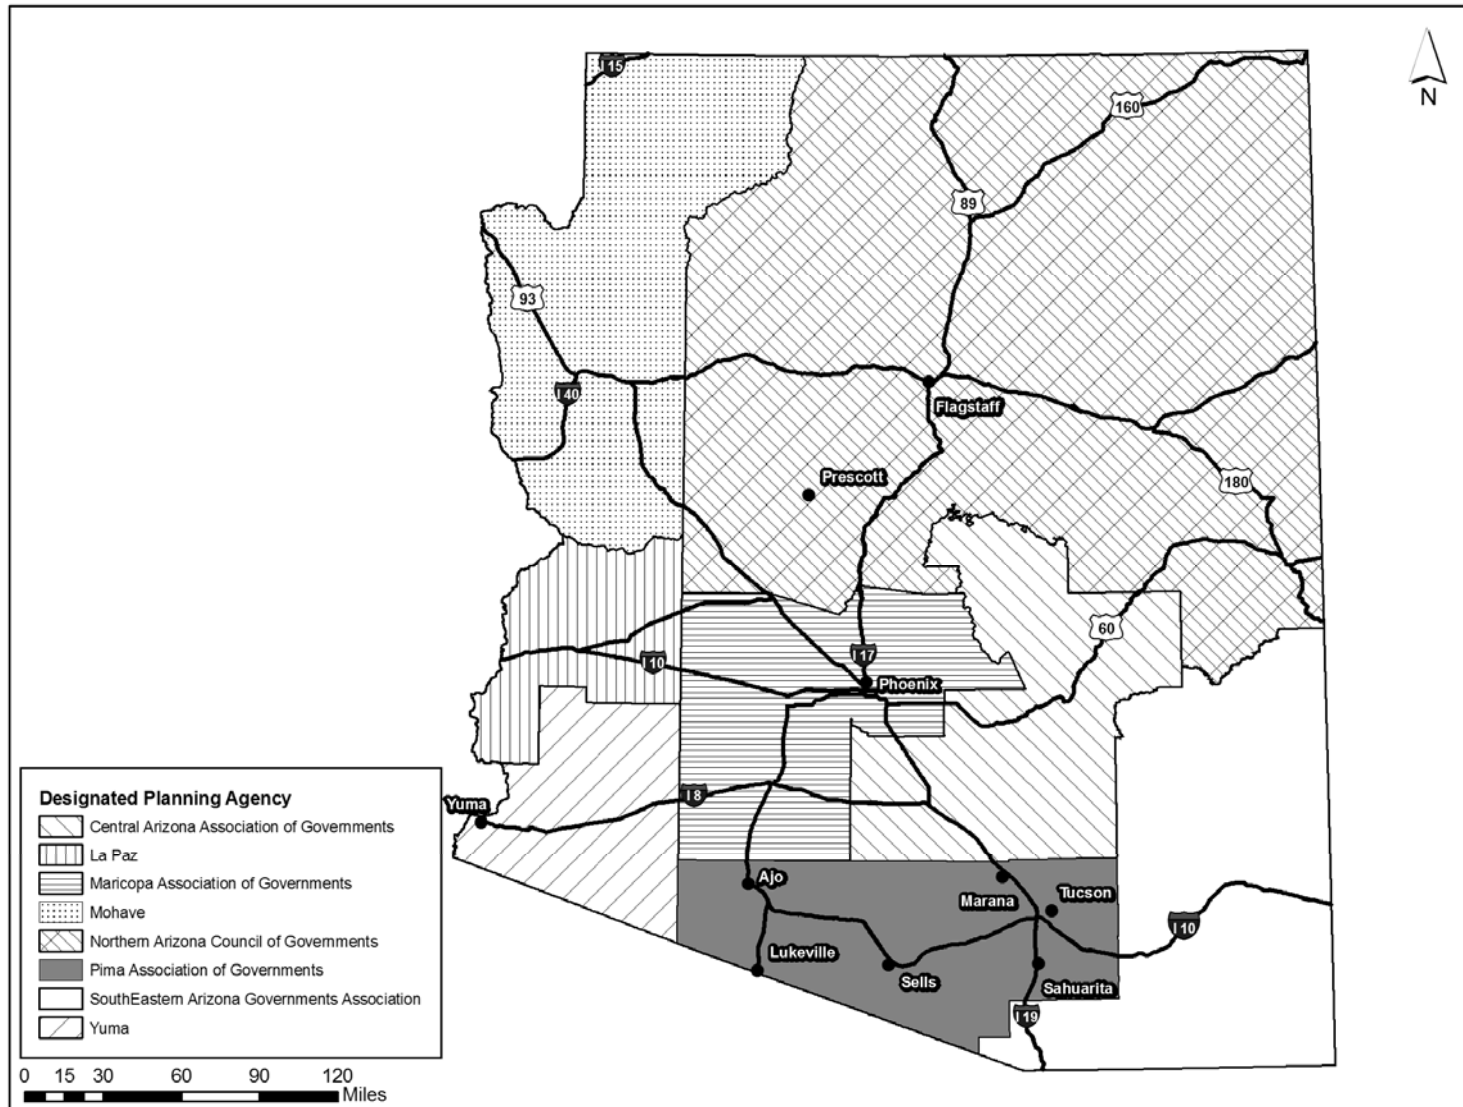 N
I 15
160
89
93
I 40
Flagstaff
Prescott
180
60
I 17
I 10
Phoenix
I 8
Yuma
Ajo
Marana
Tucson
I 10
Lukeville
Sells
Sahuarita
I 19
Designated Planning Agency
Central Arizona Association of Governments
La Paz
Maricopa Association of Governments
Mohave
Northern Arizona Council of Governments
Pima Association of Governments
SouthEastern Arizona Governments Association
Yuma
0 15 30 60 90 120
Miles